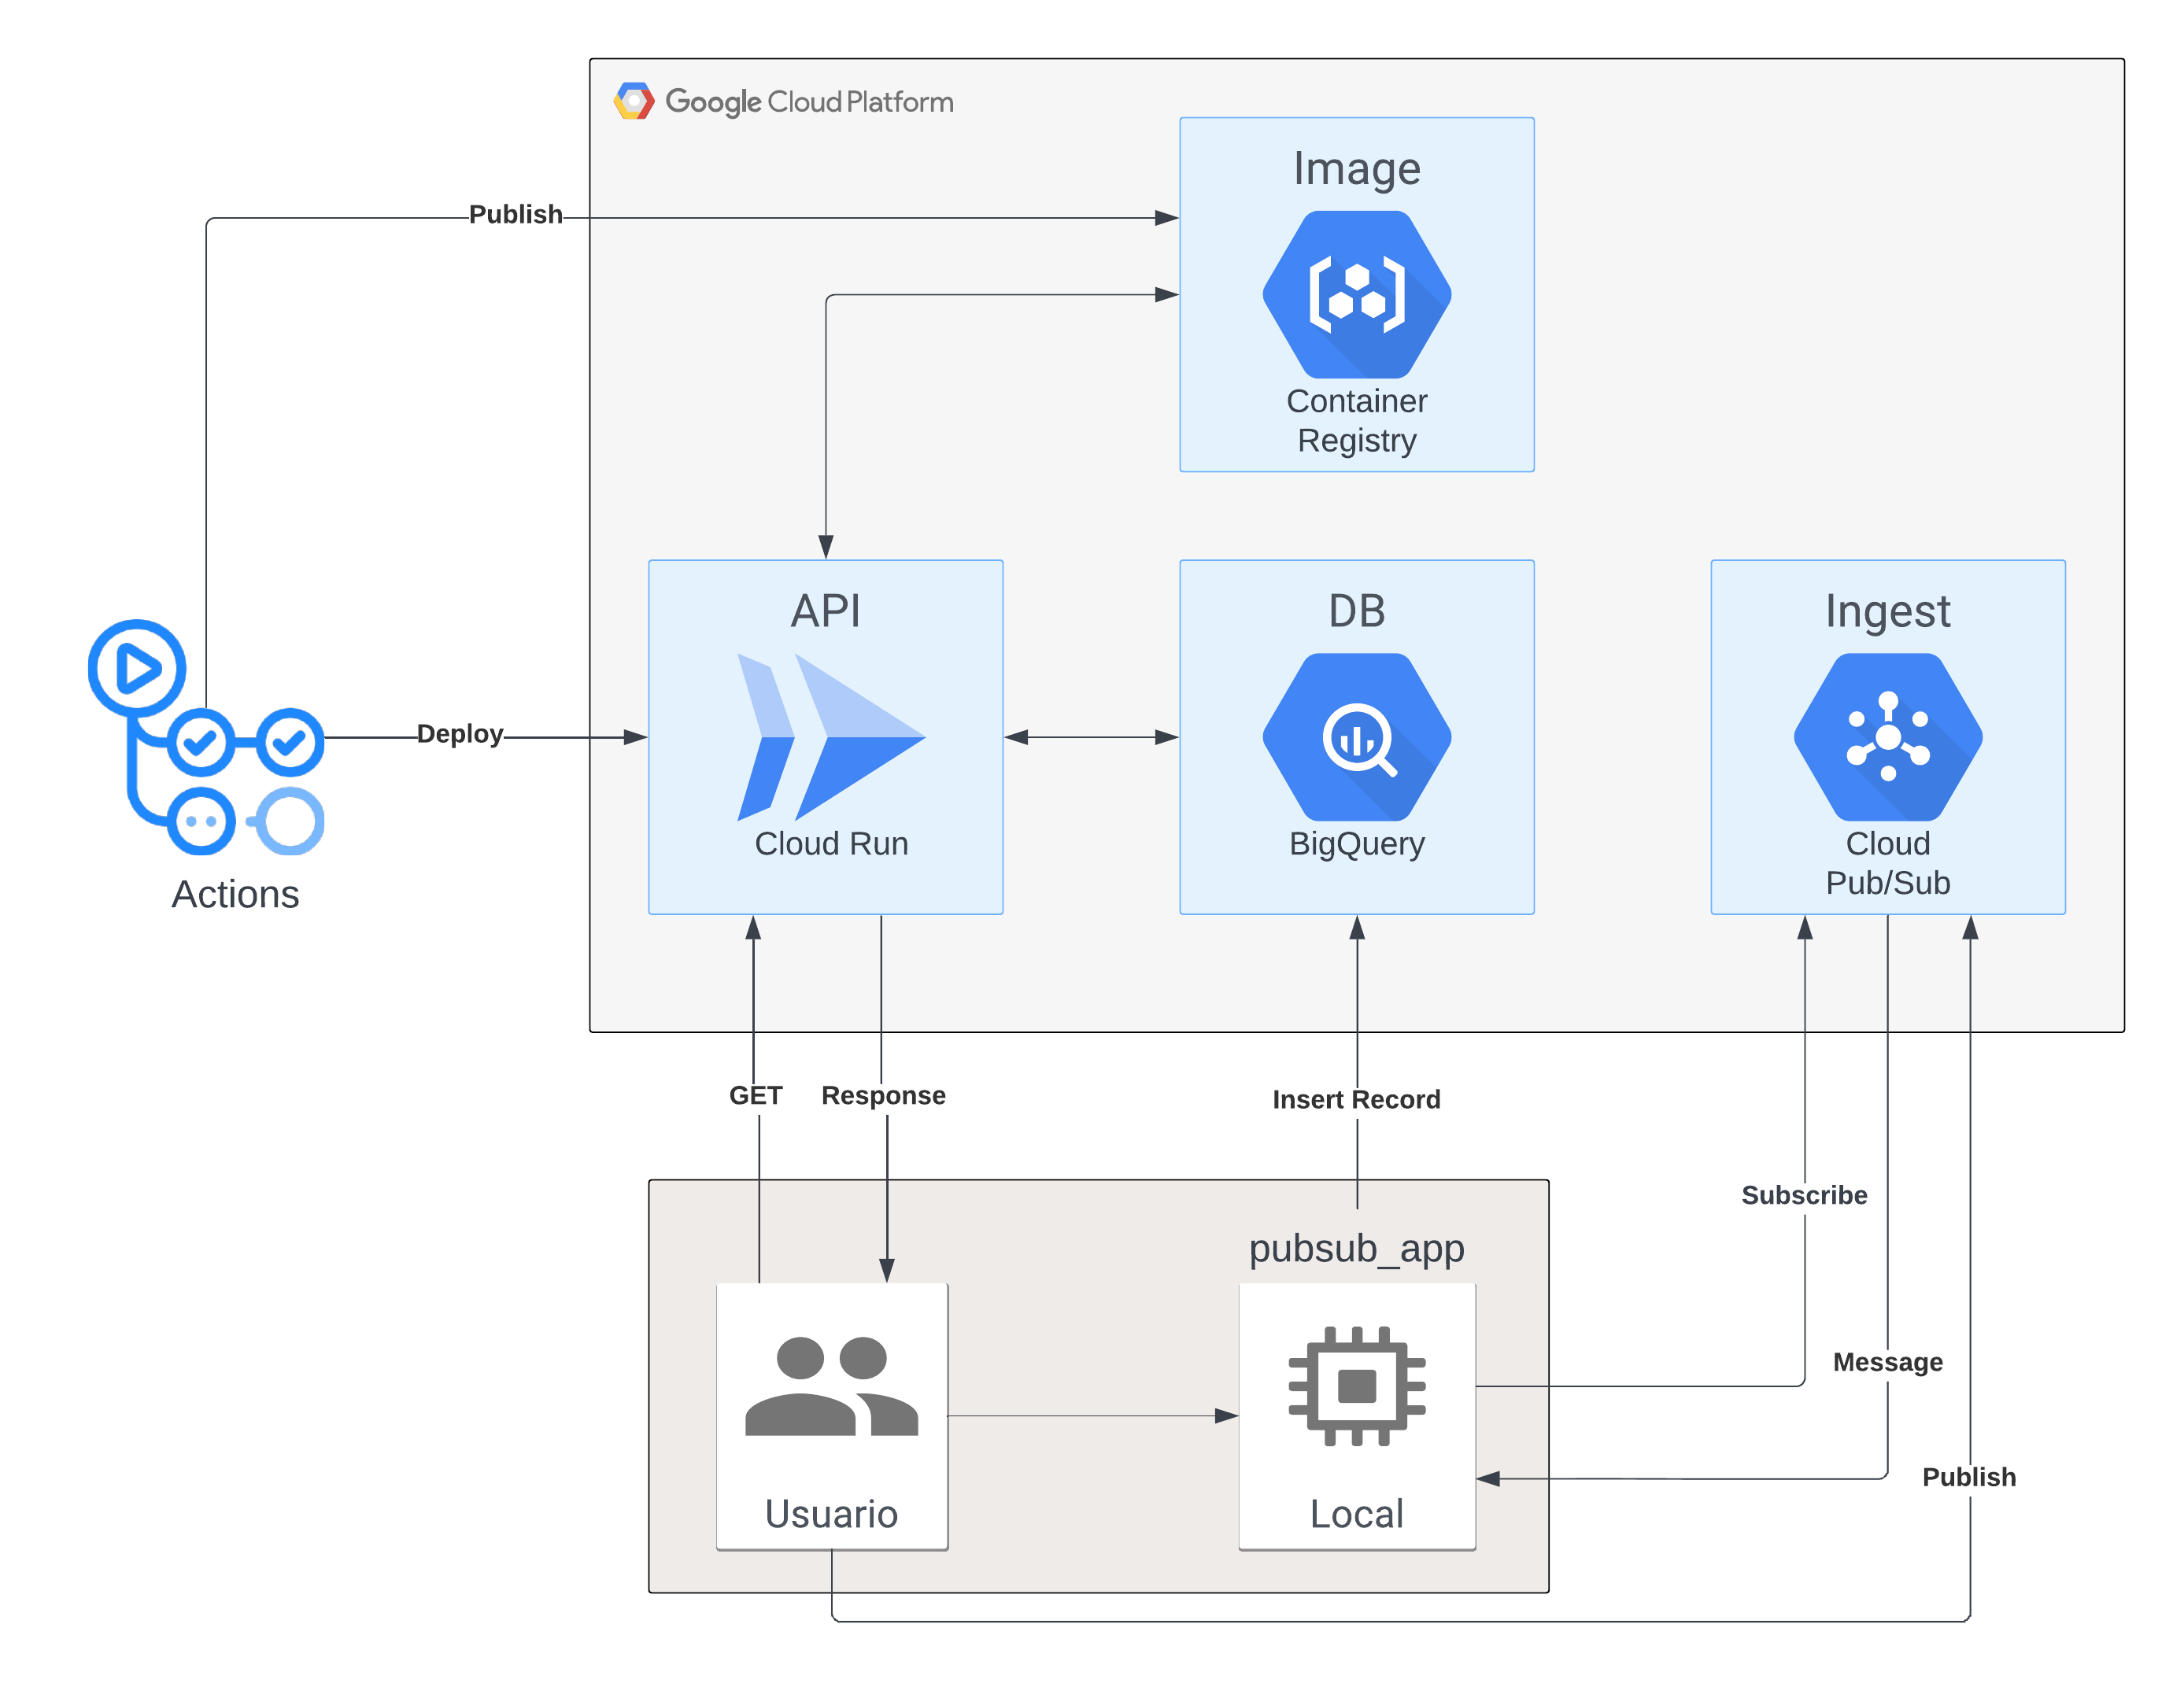 Google Cloud Platform
Image
Publish
Container
Registry
API
DB
Ingest
Deploy
Cloud Run
BigQuery
Cloud
Pub/Sub
Actions
GET
Response
Insert Record
Subscribe
pubsub_app
Message
Publish
Usuario
Local